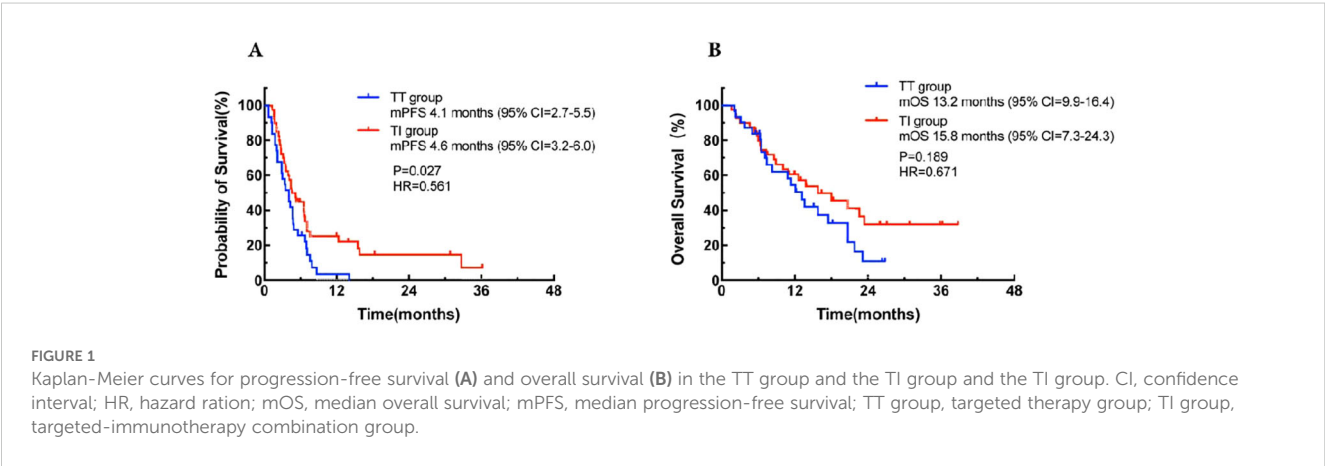 A
Probability of Survival(%)
100
80
60
40
20
0
TT group
mPFS 4.1 months (95% CI=2.7-5.5)
TI group
mPFS 4.6 months (95% CI=3.2-6.0)
P=0.027
HR=0.561
0 12 24 36 48
Time(months)
B
Overall Survival (%)
100
80
60
40
20
0
TT group
mOS 13.2 months (95% CI=9.9-16.4)
TI group
mOS 15.8 months (95% CI=7.3-24.3)
P=0.189
HR=0.671
0 12 24 36 48
Time(months)
FIGURE 1
Kaplan-Meier curves for progression-free survival (A) and overall survival (B) in the TT group and the TI group and the TI group. CI, confidence
interval; HR, hazard ration; mOS, median overall survival; mPFS, median progression-free survival; TT group, targeted therapy group; TI group,
targeted-immunotherapy combination group.